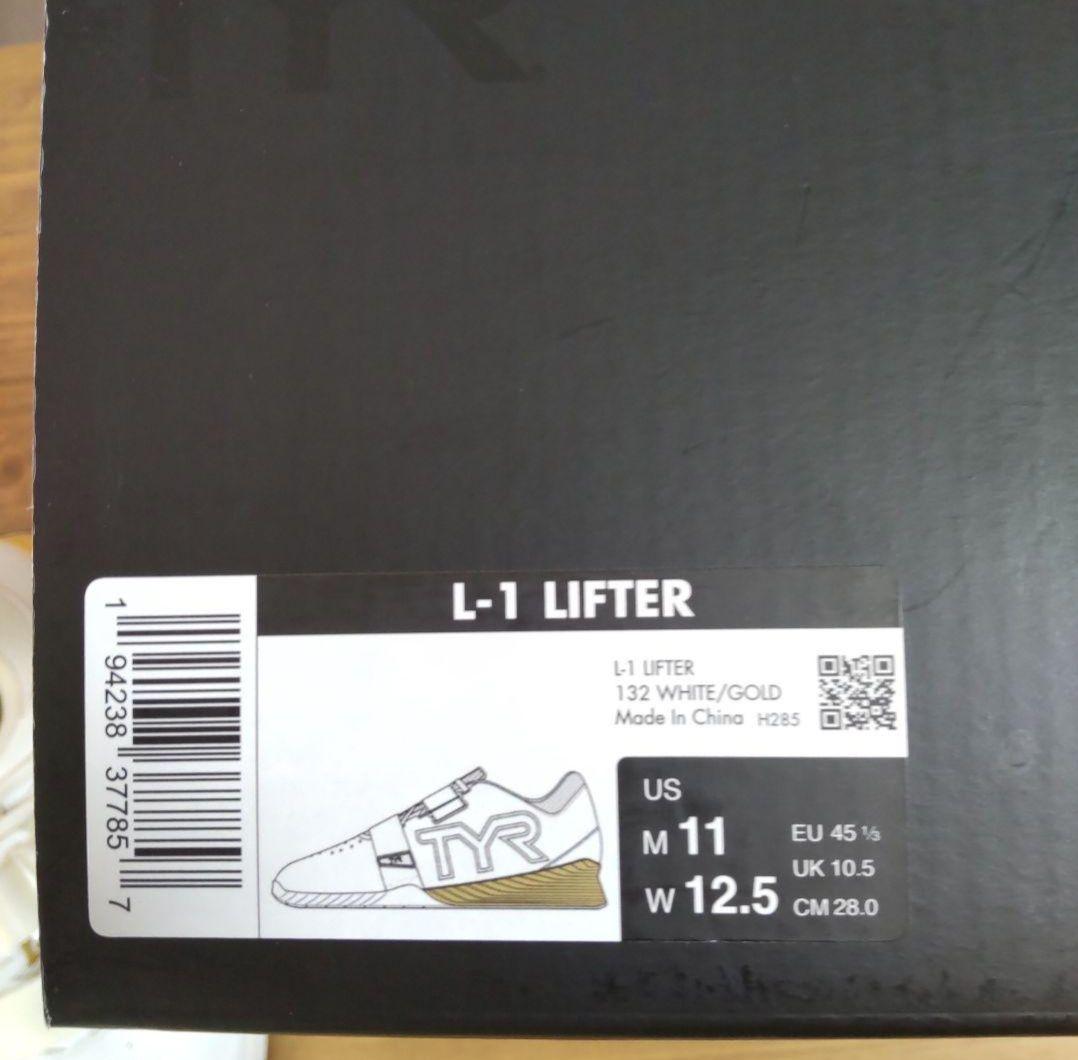 TYR
L-1 LIFTER
1 94238 37785 7
L-1 LIFTER
132 WHITE/GOLD
Made In China H285
TYR
US
M 11
W 12.5
EU 45 ⅓
UK 10.5
CM 28.0